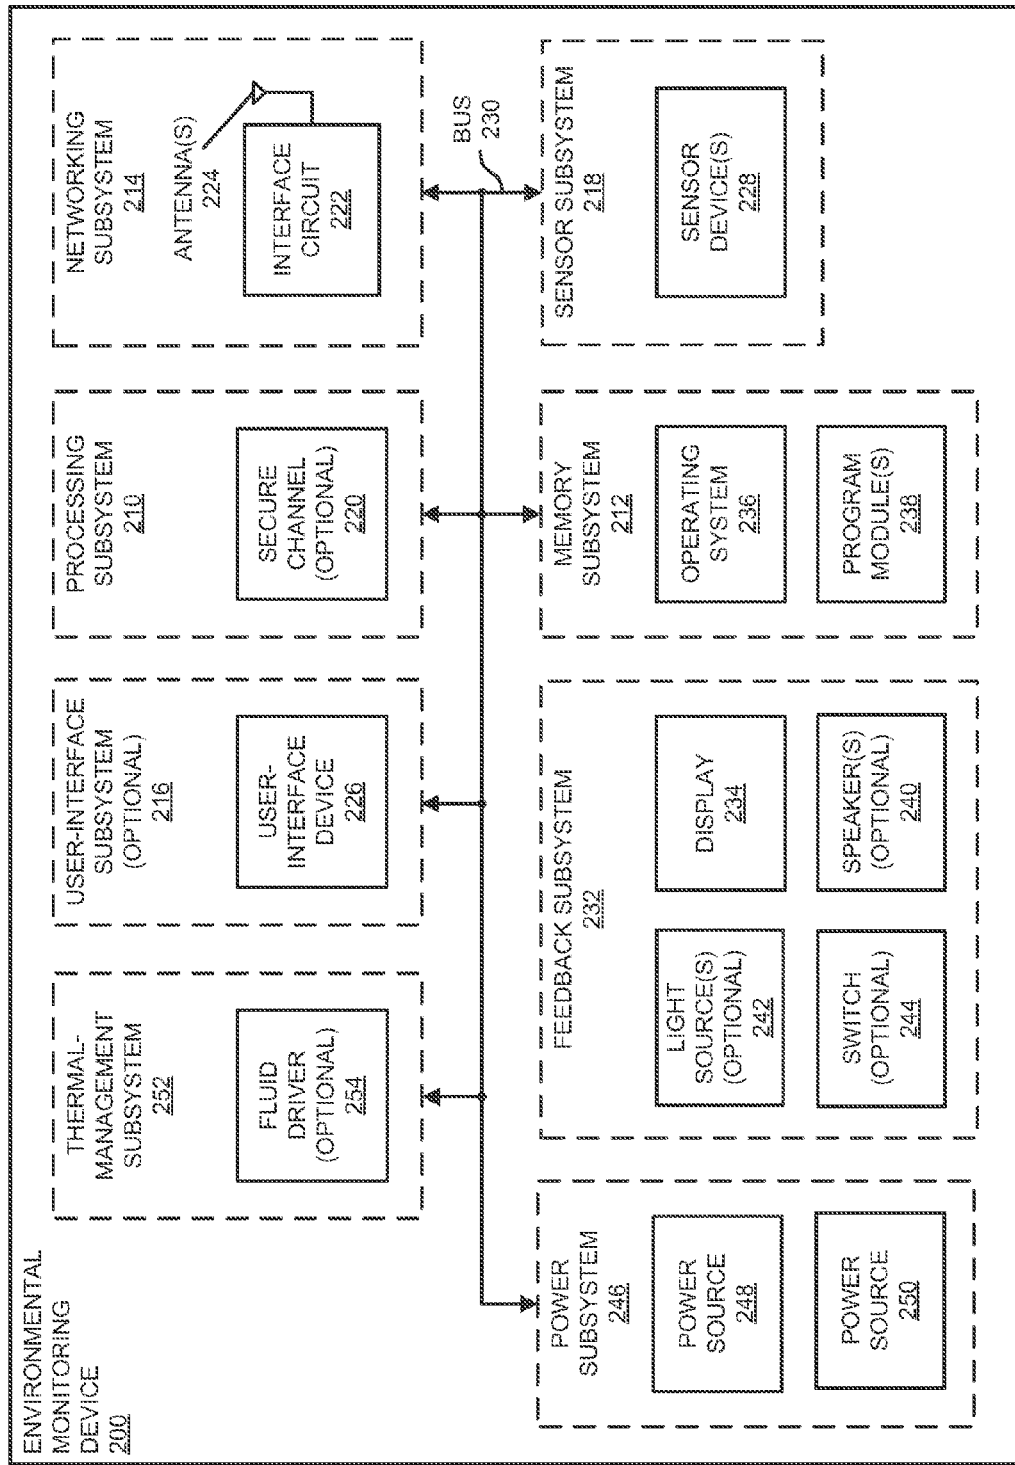 ENVIRONMENTAL
MONITORING
DEVICE
200
THERMAL-
MANAGEMENT
SUBSYSTEM
252
FLUID
DRIVER
(OPTIONAL)
254
USER-INTERFACE
SUBSYSTEM
(OPTIONAL)
216
USER-
INTERFACE
DEVICE
226
PROCESSING
SUBSYSTEM
210
SECURE
CHANNEL
(OPTIONAL)
220
NETWORKING
SUBSYSTEM
214
ANTENNA(S)
224
INTERFACE
CIRCUIT
222
BUS
230
POWER
SUBSYSTEM
246
POWER
SOURCE
248
POWER
SOURCE
250
FEEDBACK SUBSYSTEM
232
LIGHT
SOURCE(S)
(OPTIONAL)
242
DISPLAY
234
SWITCH
(OPTIONAL)
244
SPEAKER(S)
(OPTIONAL)
240
MEMORY
SUBSYSTEM
212
OPERATING
SYSTEM
236
PROGRAM
MODULE(S)
238
SENSOR SUBSYSTEM
218
SENSOR
DEVICE(S)
228